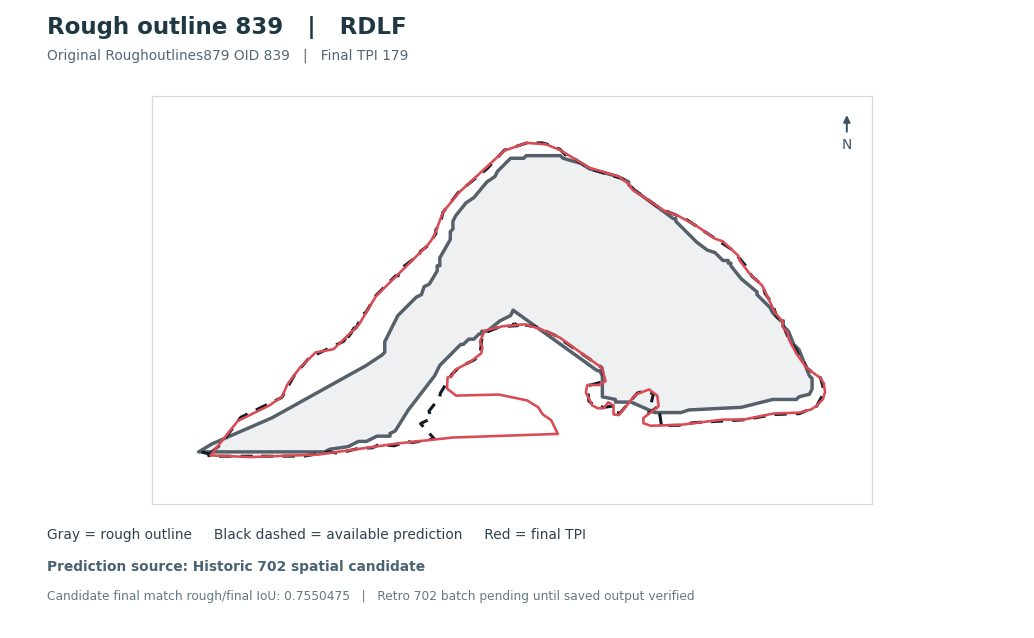 Rough outline 839   |   RDLF
Original Roughoutlines879 OID 839   |   Final TPI 179
N
Gray = rough outline     Black dashed = available prediction     Red = final TPI
Prediction source: Historic 702 spatial candidate
Candidate final match rough/final IoU: 0.7550475   |   Retro 702 batch pending until saved output verified